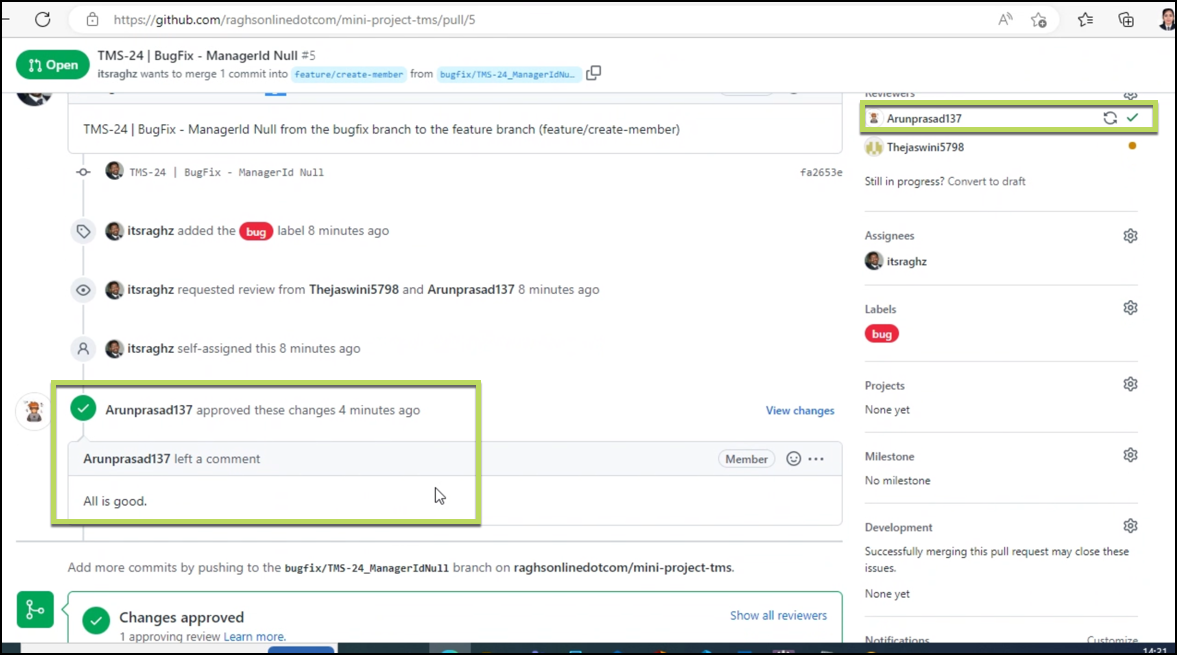 https://github.com/raghsonlinedotcom/mini-project-tms/pull/5
Open
TMS-24 | BugFix - ManagerId Null #5
itsraghz wants to merge 1 commit into feature/create-member from bugfix/TMS-24_ManagerIdNu…
TMS-24 | BugFix - ManagerId Null from the bugfix branch to the feature branch (feature/create-member)
TMS-24 | BugFix - ManagerId Null fa2653e
itsraghz added the bug label 8 minutes ago
itsraghz requested review from Thejaswini5798 and Arunprasad137 8 minutes ago
itsraghz self-assigned this 8 minutes ago
Arunprasad137 approved these changes 4 minutes ago
View changes
Arunprasad137 left a comment
Member
All is good.
Add more commits by pushing to the bugfix/TMS-24_ManagerIdNull branch on raghsonlinedotcom/mini-project-tms.
Changes approved
1 approving review Learn more.
Show all reviewers
Reviewers
Arunprasad137
Thejaswini5798
Still in progress? Convert to draft
Assignees
itsraghz
Labels
bug
Projects
None yet
Milestone
No milestone
Development
Successfully merging this pull request may close these
issues.
None yet
Notifications
Customize
14:31